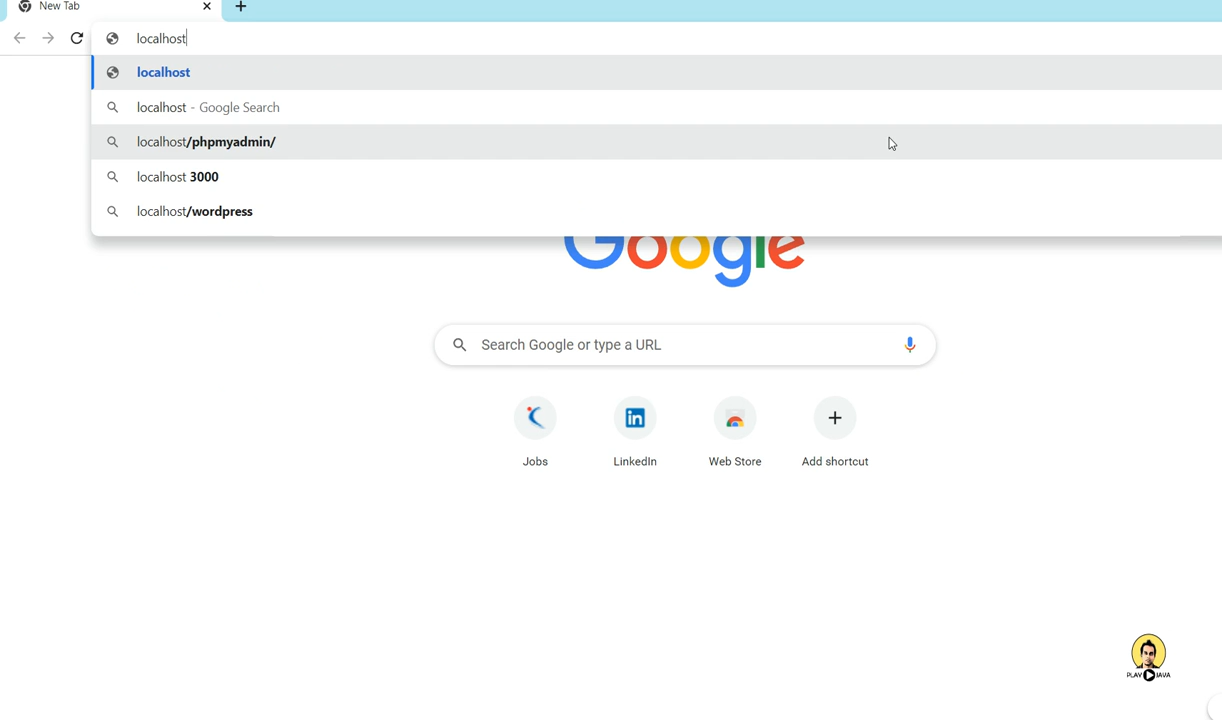 New Tab
localhost
localhost
localhost - Google Search
localhost/phpmyadmin/
localhost 3000
localhost/wordpress
Google
Search Google or type a URL
Jobs
LinkedIn
Web Store
Add shortcut
PLAY JAVA